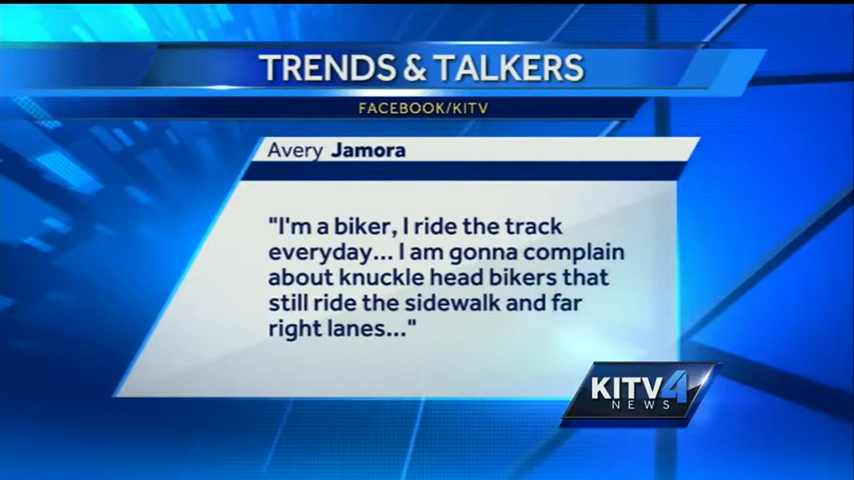 TRENDS & TALKERS
FACEBOOK/KITV
Avery Jamora
"I'm a biker, I ride the track
everyday... I am gonna complain
about knuckle head bikers that
still ride the sidewalk and far
right lanes..."
KITV4
NEWS